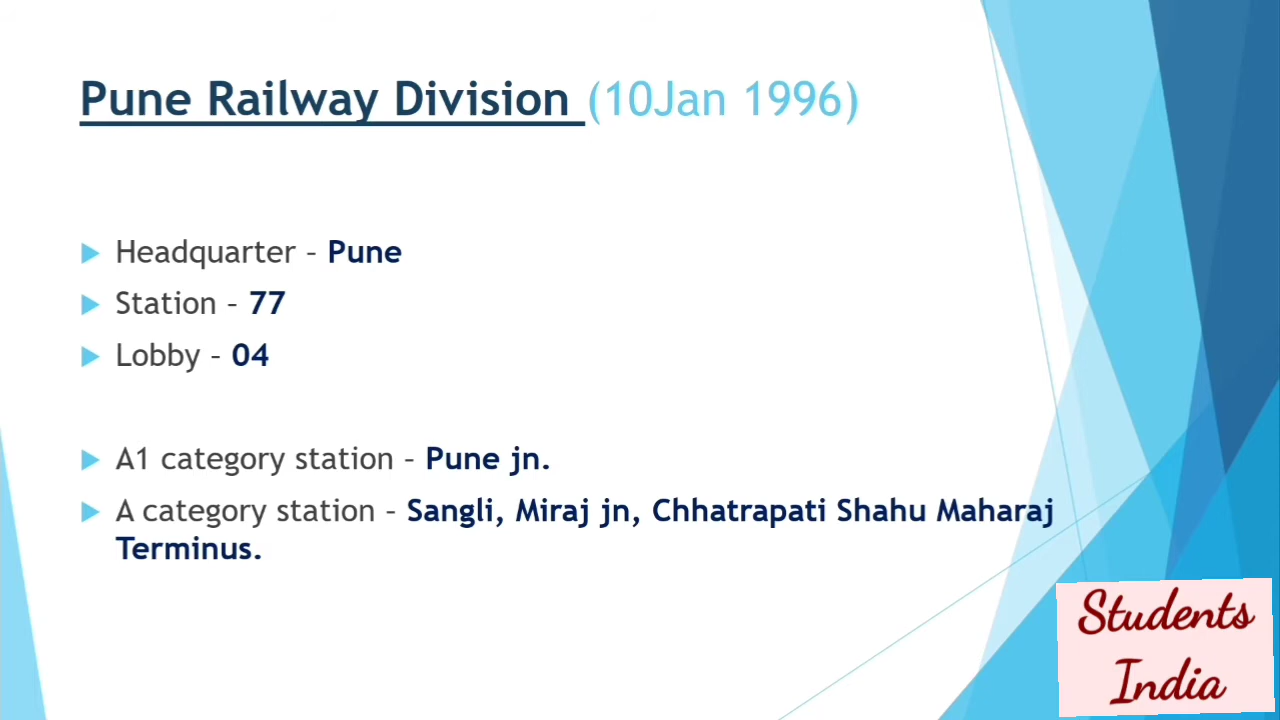 Pune Railway Division (10Jan 1996)
Headquarter – Pune
Station – 77
Lobby – 04
A1 category station – Pune jn.
A category station – Sangli, Miraj jn, Chhatrapati Shahu Maharaj
Terminus.
Students
India